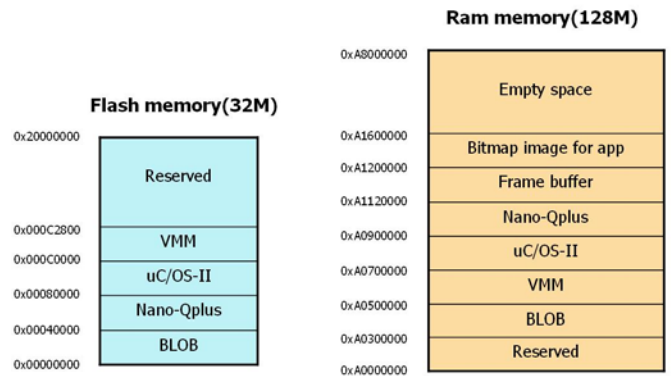 Flash memory(32M)
0x20000000
Reserved
0x000C2800
VMM
0x000C0000
uC/OS-II
0x00080000
Nano-Qplus
0x00040000
BLOB
0x00000000
Ram memory(128M)
0xA8000000
Empty space
0xA1600000
Bitmap image for app
0xA1200000
Frame buffer
0xA1120000
Nano-Qplus
0xA0900000
uC/OS-II
0xA0700000
VMM
0xA0500000
BLOB
0xA0300000
Reserved
0xA0000000